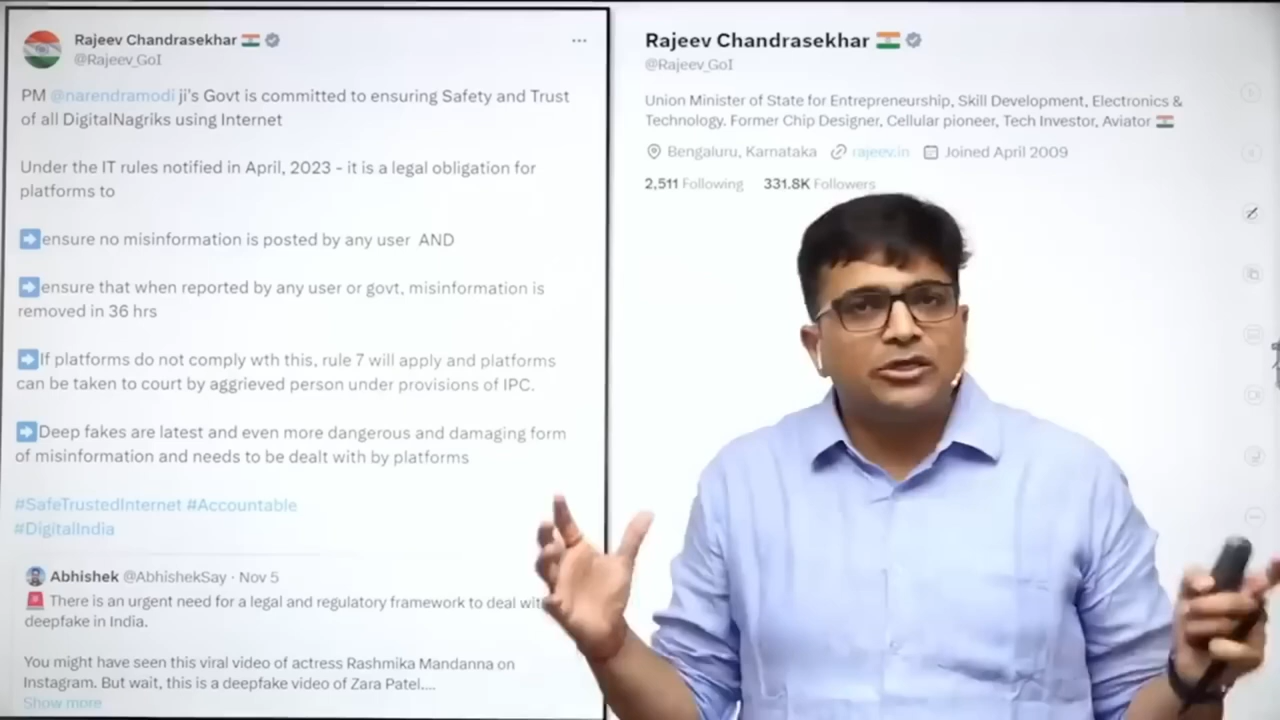 Rajeev Chandrasekhar
@Rajeev_GoI
PM @narendramodi ji's Govt is committed to ensuring Safety and Trust
of all DigitalNagriks using Internet
Under the IT rules notified in April, 2023 - it is a legal obligation for
platforms to
ensure no misinformation is posted by any user AND
ensure that when reported by any user or govt, misinformation is
removed in 36 hrs
If platforms do not comply wth this, rule 7 will apply and platforms
can be taken to court by aggrieved person under provisions of IPC.
Deep fakes are latest and even more dangerous and damaging form
of misinformation and needs to be dealt with by platforms
#SafeTrustedInternet #Accountable
#DigitalIndia
Abhishek @AbhishekSay · Nov 5
There is an urgent need for a legal and regulatory framework to deal with
deepfake in India.
You might have seen this viral video of actress Rashmika Mandanna on
Instagram. But wait, this is a deepfake video of Zara Patel....
Show more
Rajeev Chandrasekhar
@Rajeev_GoI
Union Minister of State for Entrepreneurship, Skill Development, Electronics &
Technology. Former Chip Designer, Cellular pioneer, Tech Investor, Aviator
Bengaluru, Karnataka rajeev.in Joined April 2009
2,511 Following 331.8K Followers